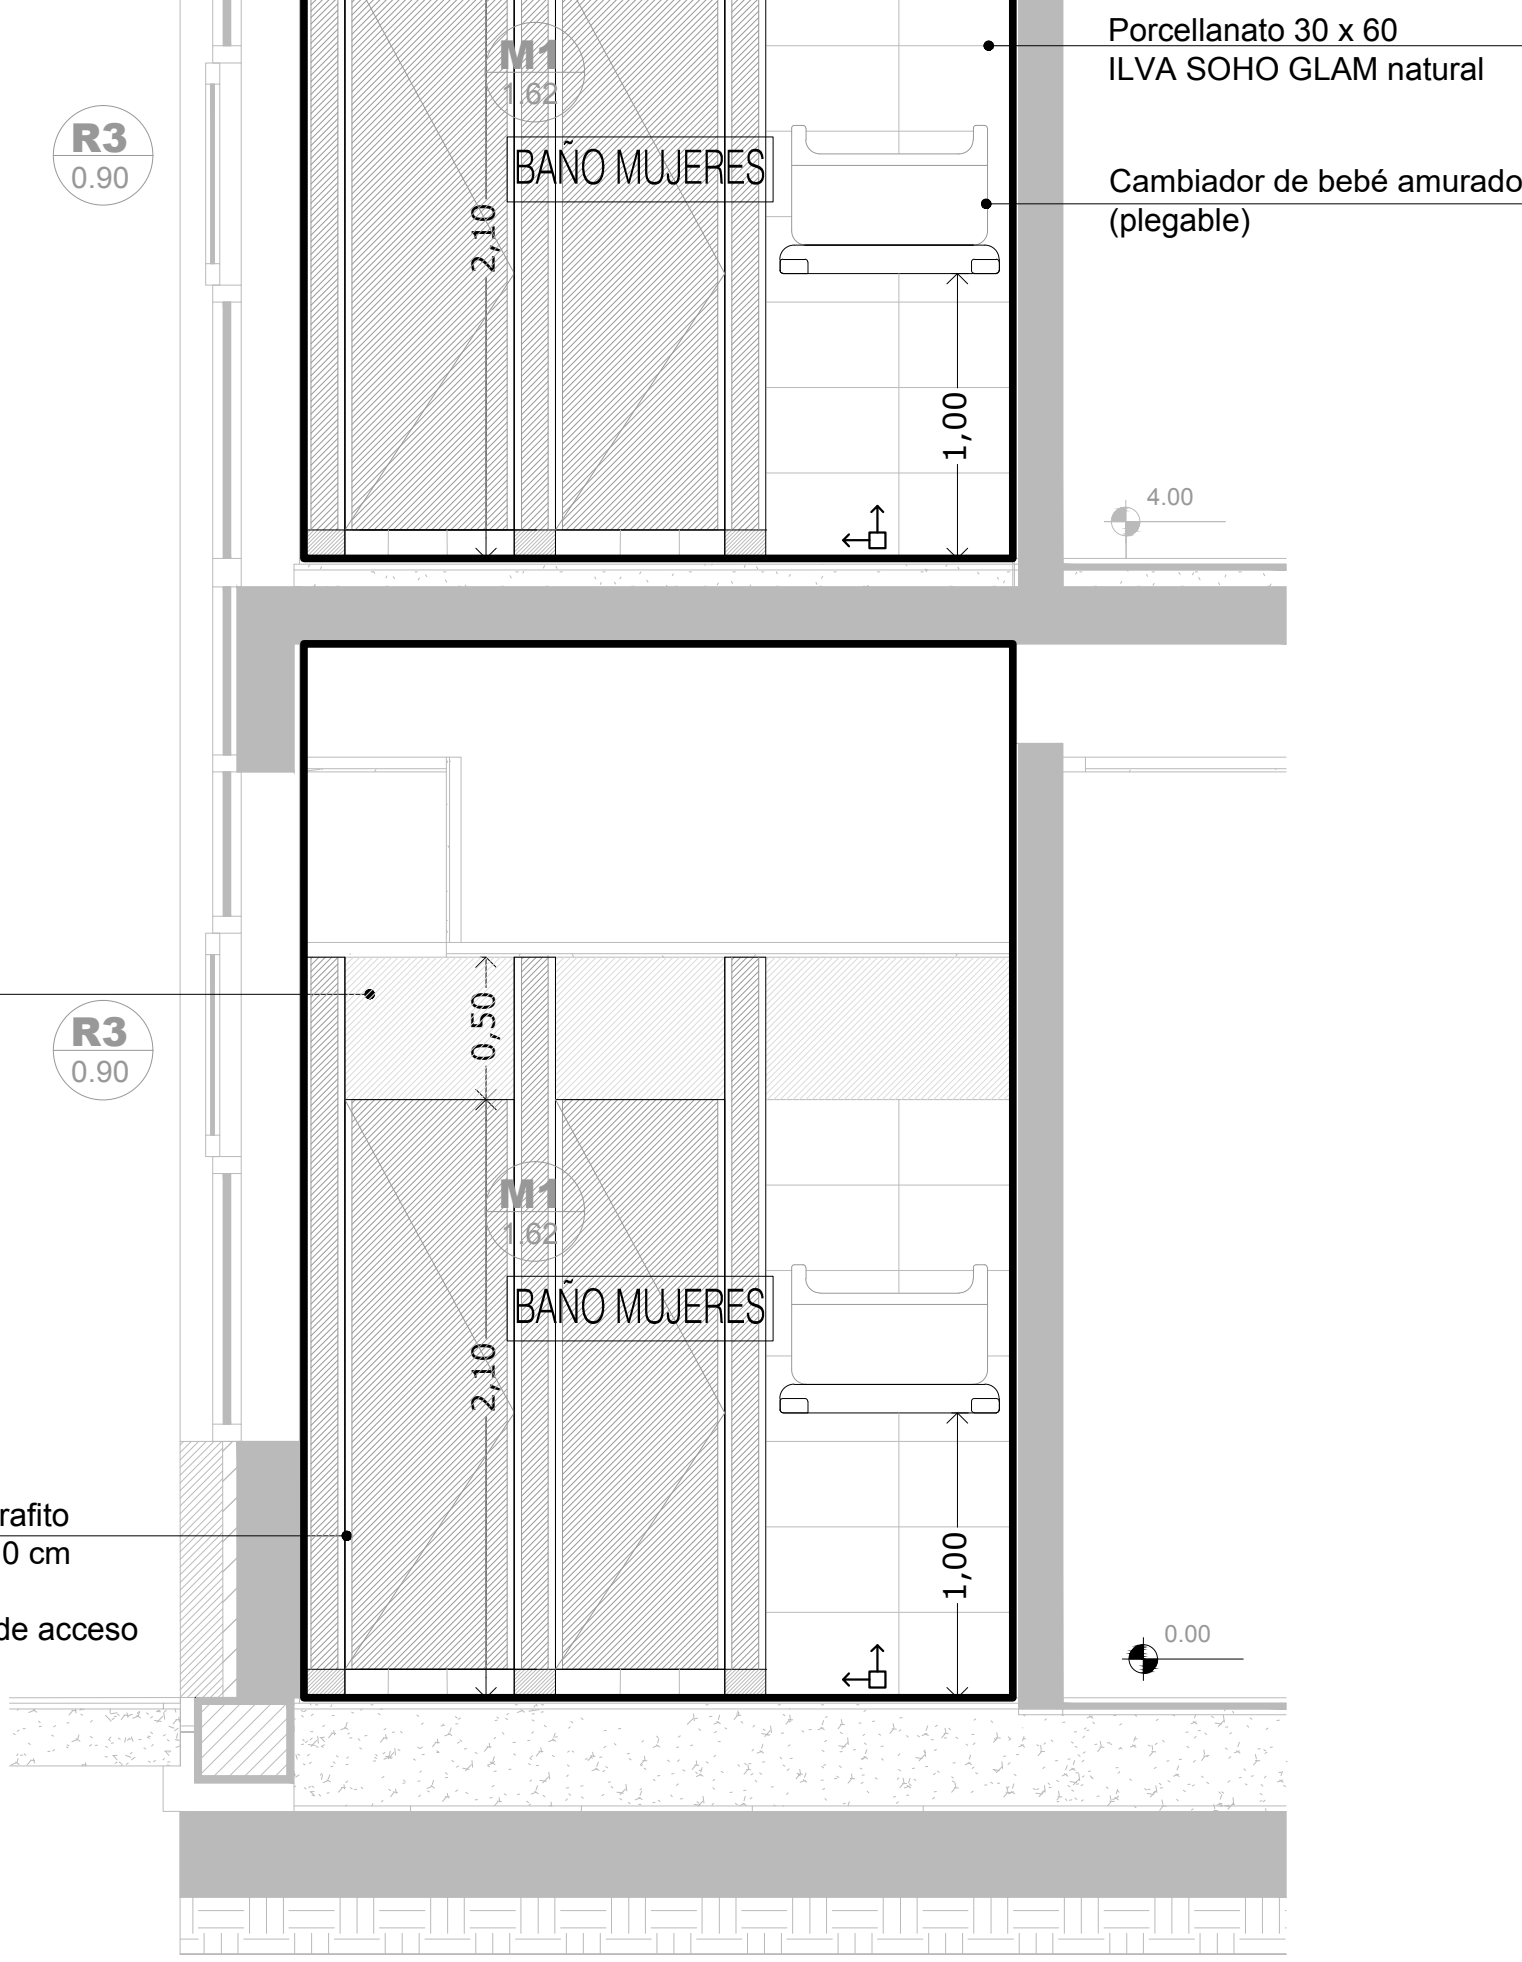 Porcellanato 30 x 60
ILVA SOHO GLAM natural
M1
1.62
R3
0.90
BAÑO MUJERES
Cambiador de bebé amurado
(plegable)
2,10
1,00
4.00
0,50
R3
0.90
M1
1.62
BAÑO MUJERES
2,10
rafito
0 cm
1,00
de acceso
0.00